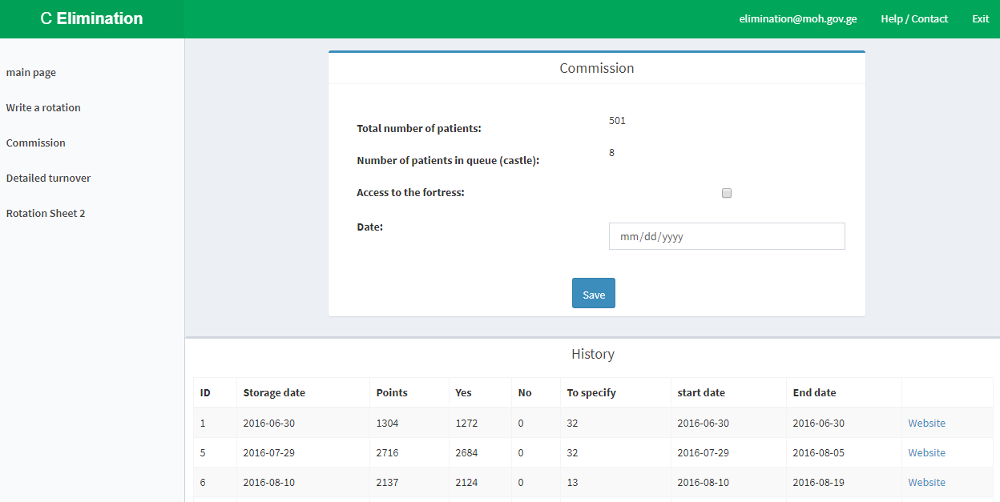 C Elimination
elimination@moh.gov.ge Help / Contact Exit
main page
Write a rotation
Commission
Detailed turnover
Rotation Sheet 2
Commission
Total number of patients: 501
Number of patients in queue (castle): 8
Access to the fortress:
Date: mm/dd/yyyy
Save
History
ID Storage date Points Yes No To specify start date End date
1 2016-06-30 1304 1272 0 32 2016-06-30 2016-06-30 Website
5 2016-07-29 2716 2684 0 32 2016-07-29 2016-08-05 Website
6 2016-08-10 2137 2124 0 13 2016-08-10 2016-08-19 Website